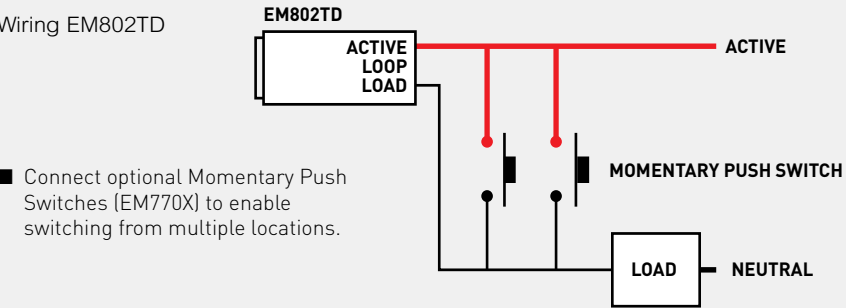 Wiring EM802TD
EM802TD
ACTIVE
LOOP
LOAD
ACTIVE
MOMENTARY PUSH SWITCH
■ Connect optional Momentary Push
Switches (EM770X) to enable
switching from multiple locations.
LOAD
NEUTRAL